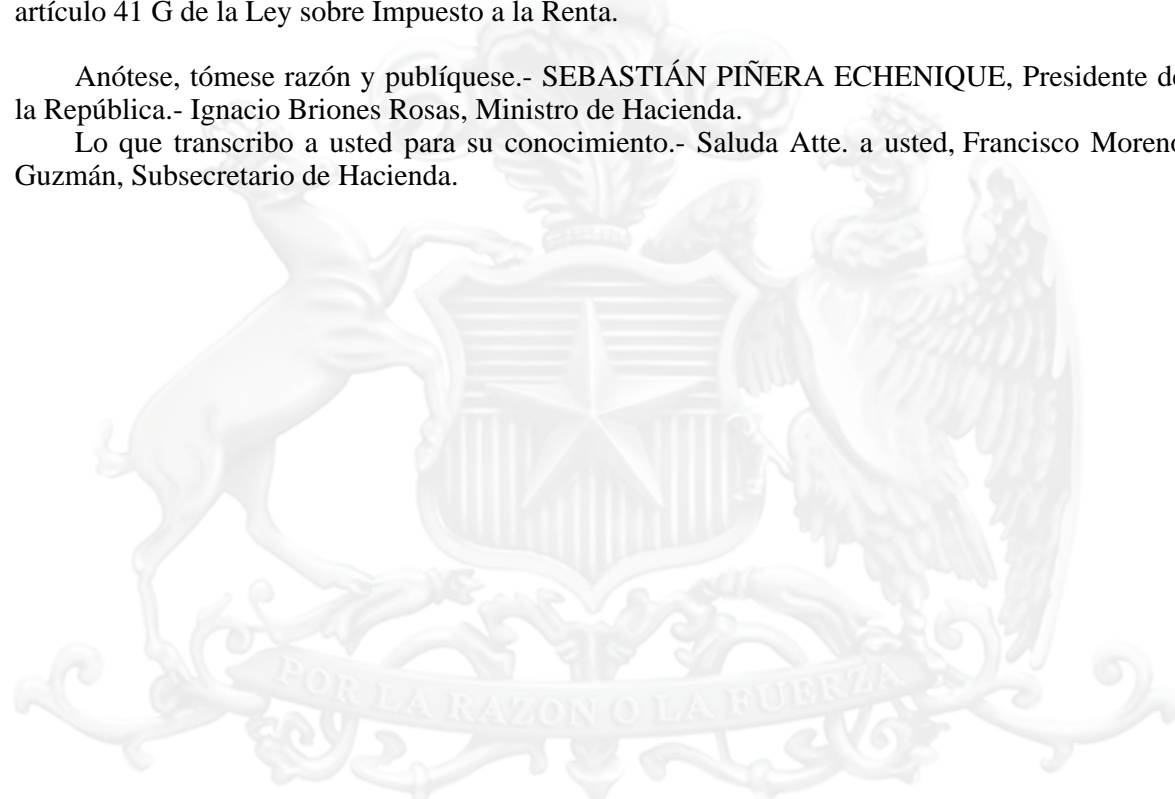 artículo 41 G de la Ley sobre Impuesto a la Renta.
Anótese, tómese razón y publíquese.- SEBASTIÁN PIÑERA ECHENIQUE, Presidente de
la República.- Ignacio Briones Rosas, Ministro de Hacienda.
Lo que transcribo a usted para su conocimiento.- Saluda Atte. a usted, Francisco Moreno
Guzmán, Subsecretario de Hacienda.
POR LA RAZON O LA FUERZA